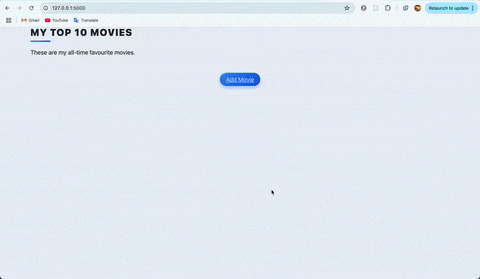 127.0.0.1:5000
Relaunch to update
Gmail
YouTube
Translate
MY TOP 10 MOVIES
These are my all-time favourite movies.
Add Movie